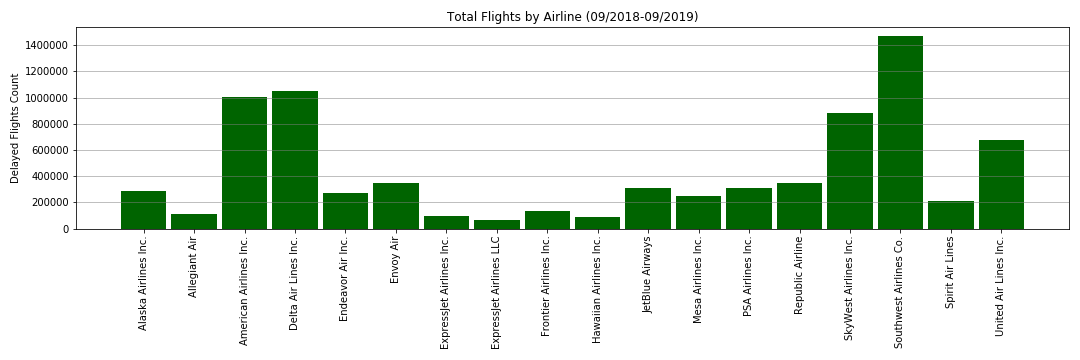 Total Flights by Airline (09/2018-09/2019)
Delayed Flights Count
1400000
1200000
1000000
800000
600000
400000
200000
0
Alaska Airlines Inc.
Allegiant Air
American Airlines Inc.
Delta Air Lines Inc.
Endeavor Air Inc.
Envoy Air
ExpressJet Airlines Inc.
ExpressJet Airlines LLC
Frontier Airlines Inc.
Hawaiian Airlines Inc.
JetBlue Airways
Mesa Airlines Inc.
PSA Airlines Inc.
Republic Airline
SkyWest Airlines Inc.
Southwest Airlines Co.
Spirit Air Lines
United Air Lines Inc.